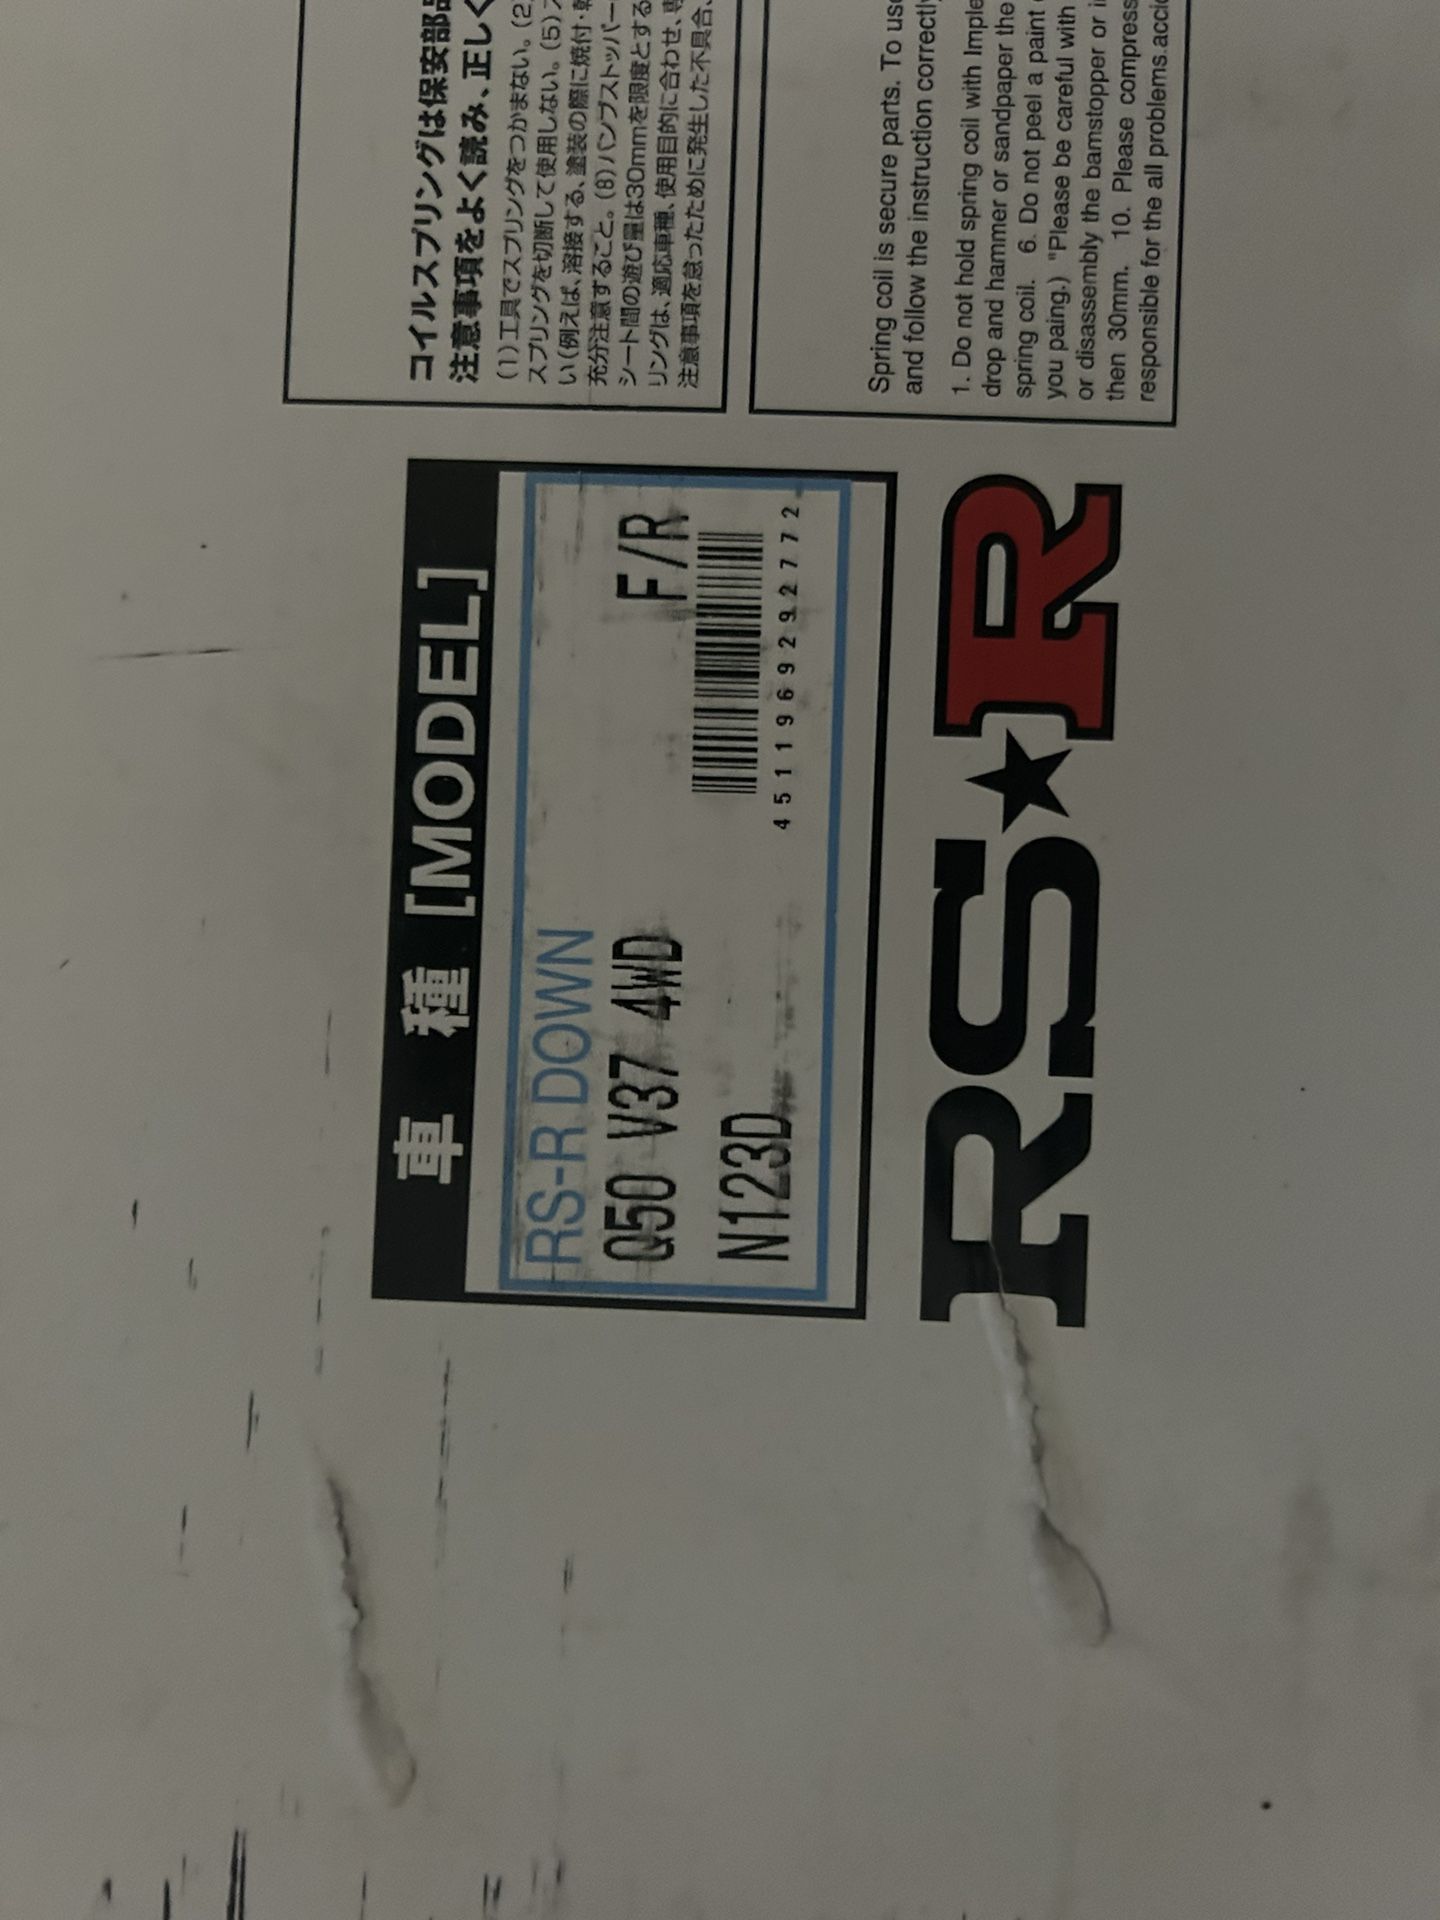 コイルスプリングは保安部品
注意事項をよく読み、正しく
(1)工具でスプリングをつかまない。(2)
スプリングを切断して使用しない。(5)
い(例えば、溶接する、塗装の際に焼付・乾
充分注意すること。(8)バンプストッパー
シート間の遊び量は30mmを限度とする
リングは、適応車種、使用目的に合わせ、専
注意事項を怠ったために発生した不具合、
Spring coil is secure parts. To use
and follow the instruction correctly
1. Do not hold spring coil with Imple
drop and hammer or sandpaper the
spring coil. 6. Do not peel a paint
you paing.) "Please be careful with
or disassembly the bamstopper or i
then 30mm. 10. Please compress
responsible for the all problems.accid
車種 [MODEL]
RS-R DOWN
Q50 V37 4WD F/R
N123D
4511969292772
RS★R